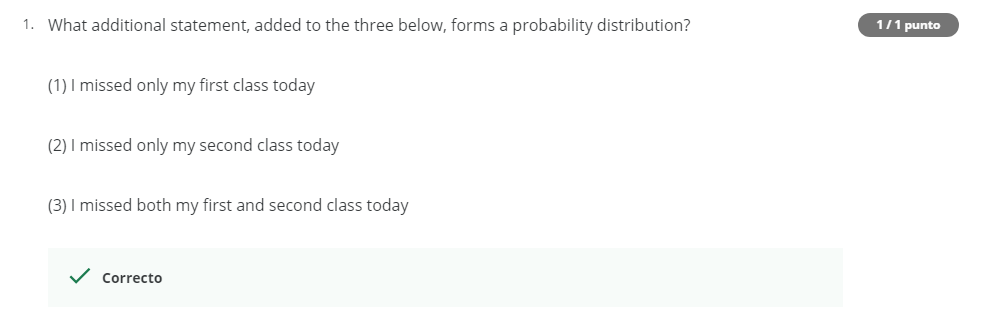 1. What additional statement, added to the three below, forms a probability distribution?
1 / 1 punto
(1) I missed only my first class today
(2) I missed only my second class today
(3) I missed both my first and second class today
Correcto